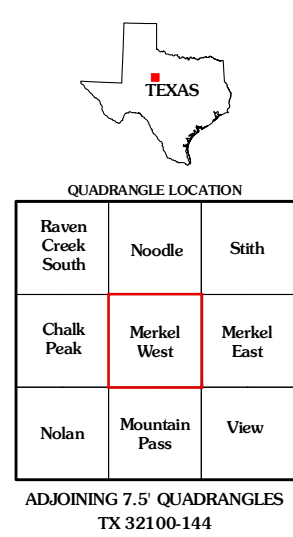 TEXAS
QUADRANGLE LOCATION
Raven
Creek
South
Noodle
Stith
Chalk
Peak
Merkel
West
Merkel
East
Nolan
Mountain
Pass
View
ADJOINING 7.5' QUADRANGLES
TX 32100-144